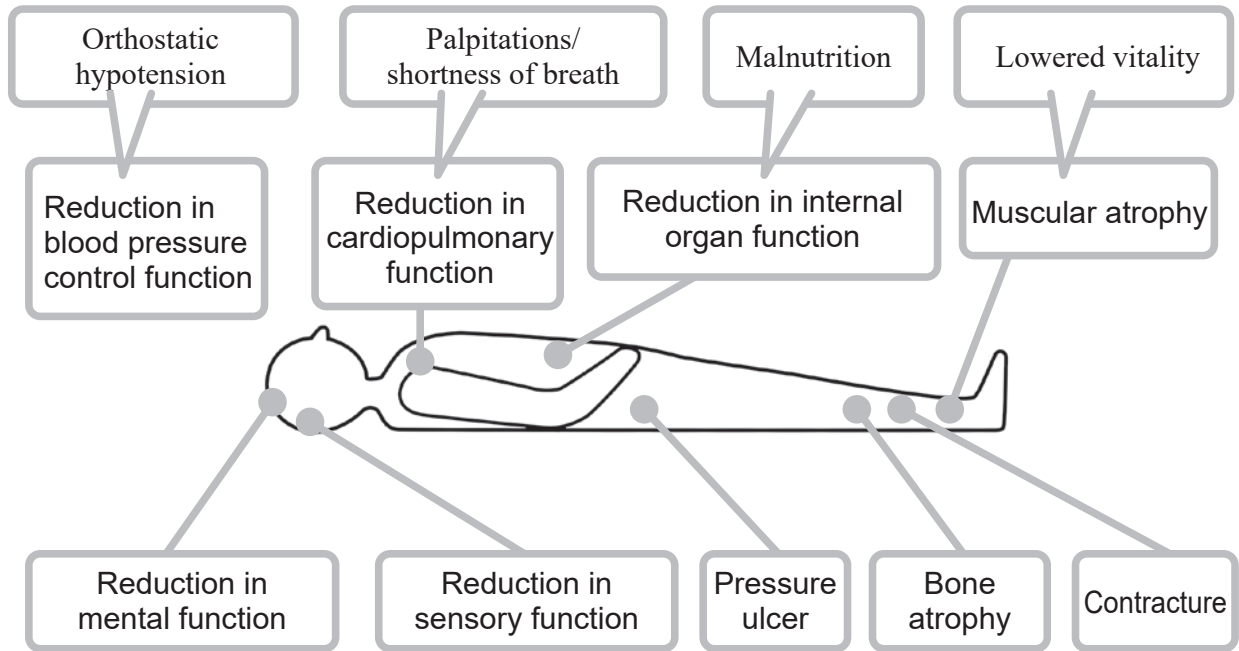 Orthostatic
hypotension
Palpitations/
shortness of breath
Malnutrition
Lowered vitality
Reduction in
blood pressure
control function
Reduction in
cardiopulmonary
function
Reduction in internal
organ function
Muscular atrophy
Reduction in
mental function
Reduction in
sensory function
Pressure
ulcer
Bone
atrophy
Contracture